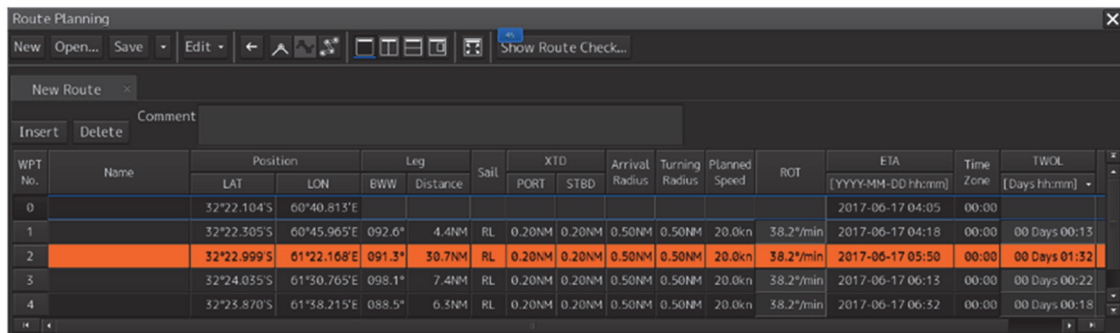 Route Planning
New Open... Save Edit 45 Show Route Check...
New Route
Insert Delete Comment
WPT No. Name Position Leg Sail XTD Arrival Radius Turning Radius Planned Speed ROT ETA Time Zone TWOL
LAT LON BWW Distance PORT STBD [YYYY-MM-DD hh:mm] [Days hh:mm]
0 32°22.104'S 60°40.813'E 2017-06-17 04:05 00:00
1 32°22.305'S 60°45.965'E 092.6° 4.4NM RL 0.20NM 0.20NM 0.50NM 0.50NM 20.0kn 38.2°/min 2017-06-17 04:18 00:00 00 Days 00:13
2 32°22.999'S 61°22.168'E 091.3° 30.7NM RL 0.20NM 0.20NM 0.50NM 0.50NM 20.0kn 38.2°/min 2017-06-17 05:50 00:00 00 Days 01:32
3 32°24.035'S 61°30.765'E 098.1° 7.4NM RL 0.20NM 0.20NM 0.50NM 0.50NM 20.0kn 38.2°/min 2017-06-17 06:13 00:00 00 Days 00:22
4 32°23.870'S 61°38.215'E 088.5° 6.3NM RL 0.20NM 0.20NM 0.50NM 0.50NM 20.0kn 38.2°/min 2017-06-17 06:32 00:00 00 Days 00:18